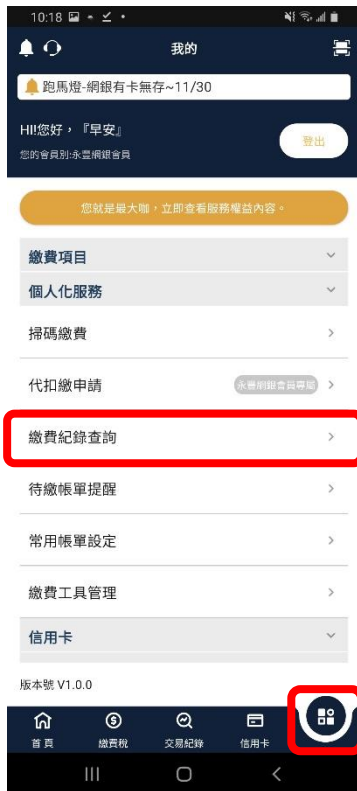 10:18
我的
跑馬燈-網銀有卡無存~11/30
HI!您好，『早安』
登出
您的會員別:永豐網銀會員
您就是最大咖，立即查看服務權益內容。
繳費項目
個人化服務
掃碼繳費
代扣繳申請
永豐網銀會員專屬
繳費紀錄查詢
待繳帳單提醒
常用帳單設定
繳費工具管理
信用卡
版本號 V1.0.0
首頁 繳費稅 交易紀錄 信用卡